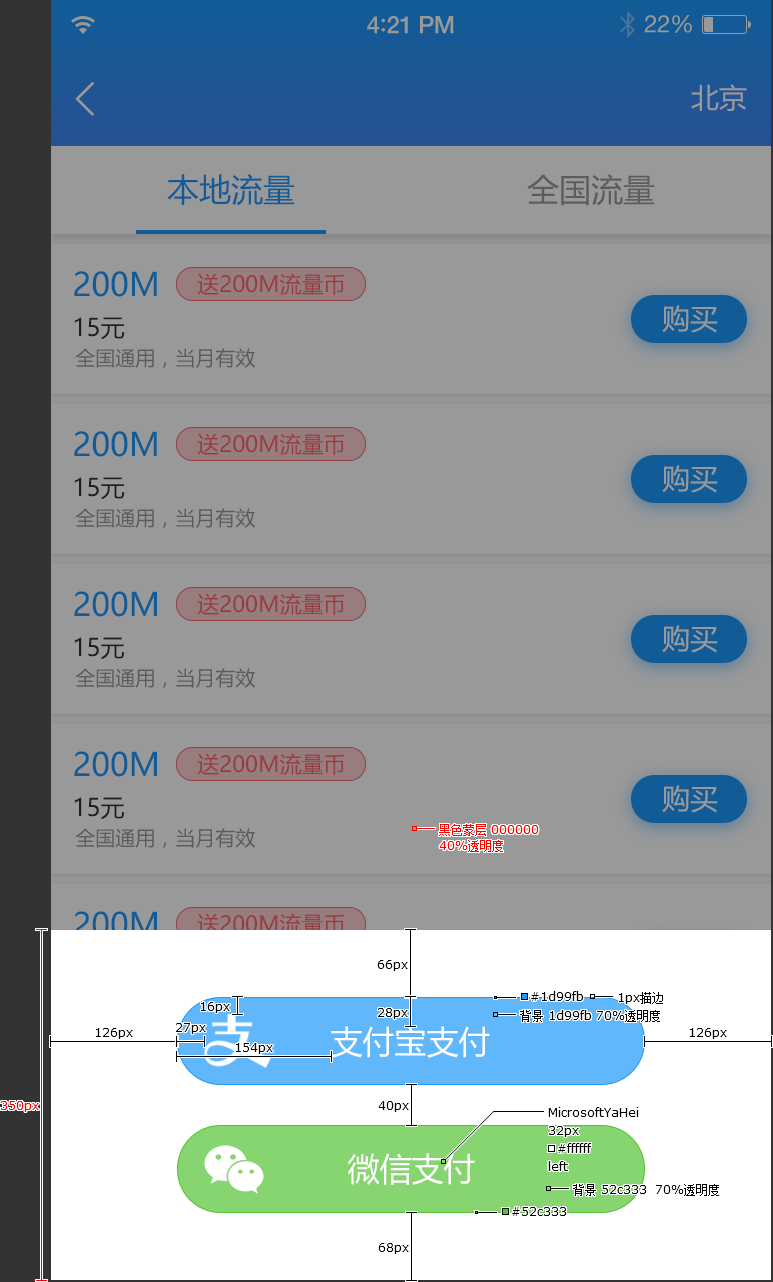 4:21 PM
22%
北京
本地流量
全国流量
200M
送200M流量币
15元
全国通用，当月有效
购买
200M
送200M流量币
15元
全国通用，当月有效
购买
200M
送200M流量币
15元
全国通用，当月有效
购买
200M
送200M流量币
15元
全国通用，当月有效
购买
黑色蒙层 000000
40%透明度
200M
送200M流量币
66px
#1d99fb
1px描边
16px
28px
背景 1d99fb 70%透明度
27px
126px
支
154px
支付宝支付
126px
350px
40px
MicrosoftYaHei
32px
#ffffff
left
微信支付
背景 52c333 70%透明度
#52c333
68px